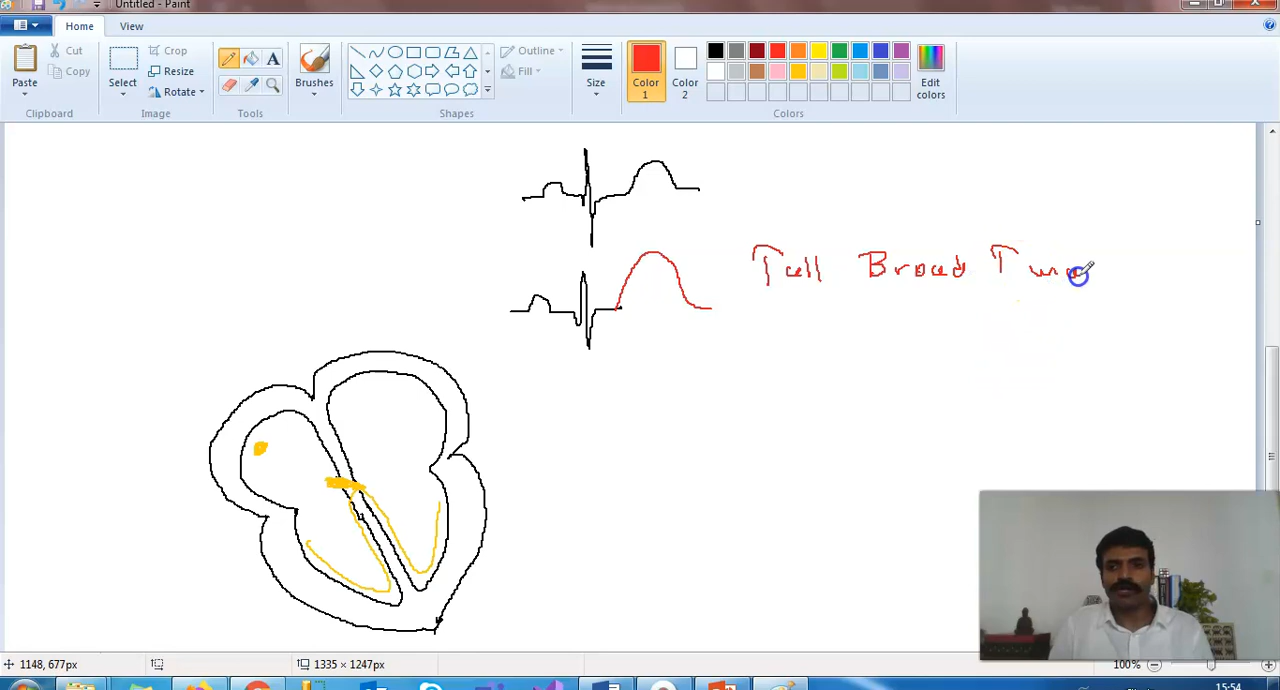 Untitled - Paint
Home View
Paste
Cut
Copy
Clipboard
Select
Crop
Resize
Rotate
Image
Tools
Brushes
Outline
Fill
Shapes
Size
Color 1
Color 2
Edit colors
Colors
Tall Broad T
1148, 677px
1335 × 1247px
100%
15:54